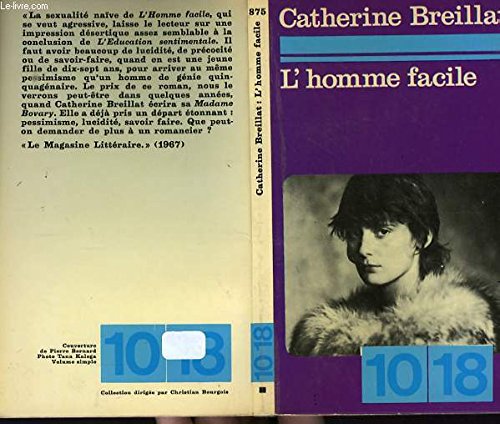 e-livre.com
« La sexualité naïve de L'Homme facile, qui
se veut agressive, laisse le lecteur sur une
impression désertique assez semblable à la
conclusion de L'Education sentimentale. Il
faut avoir beaucoup de lucidité, de précocité
ou de savoir-faire, quand on est une jeune
fille de dix-sept ans, pour arriver au même
pessimisme qu'un homme de génie quin-
quagénaire. Le prix de ce roman, nous le
verrons peut-être dans quelques années,
quand Catherine Breillat écrira sa Madame
Bovary. Elle a déjà pris un départ étonnant :
pessimisme, lucidité, savoir faire. Que peut-
on demander de plus à un romancier ?
« Le Magasine Littéraire. » (1967)
Couverture
de Pierre Bernard
Photo Tana Kaleya
Volume simple
10 18
Collection dirigée par Christian Bourgois
875
Catherine Breillat : L'homme facile
10 18
Catherine Breillat
L'homme facile
10 18